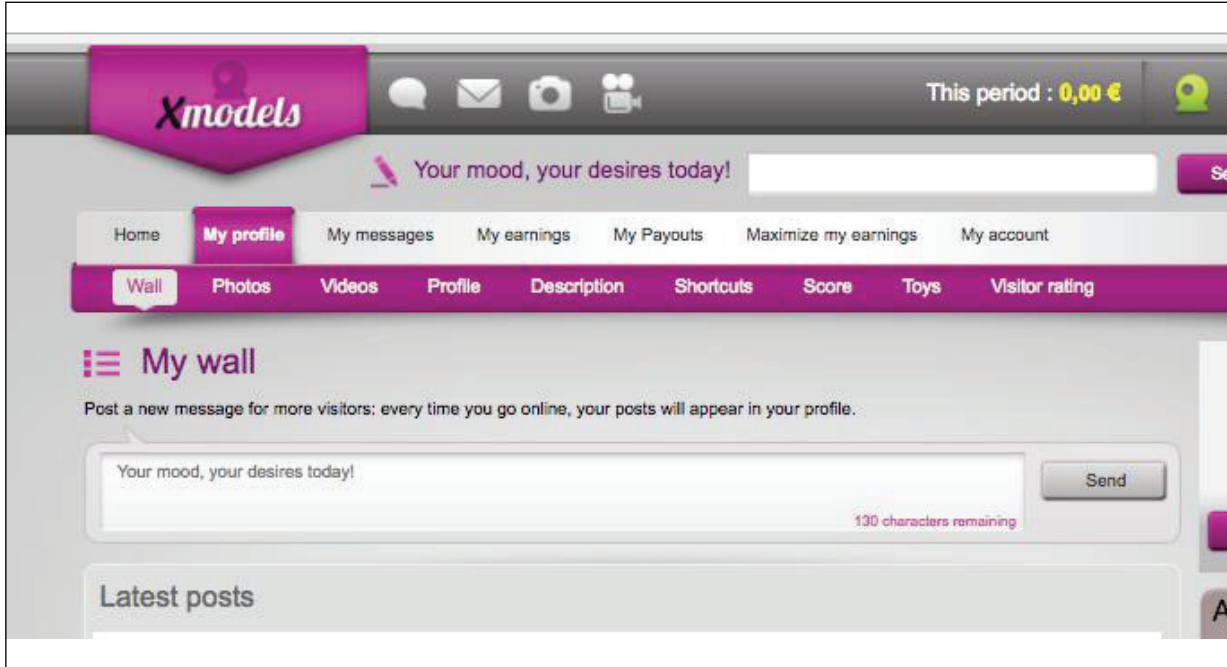 Xmodels
This period : 0,00 €
Your mood, your desires today!
Home My profile My messages My earnings My Payouts Maximize my earnings My account
Wall Photos Videos Profile Description Shortcuts Score Toys Visitor rating
My wall
Post a new message for more visitors: every time you go online, your posts will appear in your profile.
Your mood, your desires today!
Send
130 characters remaining
Latest posts